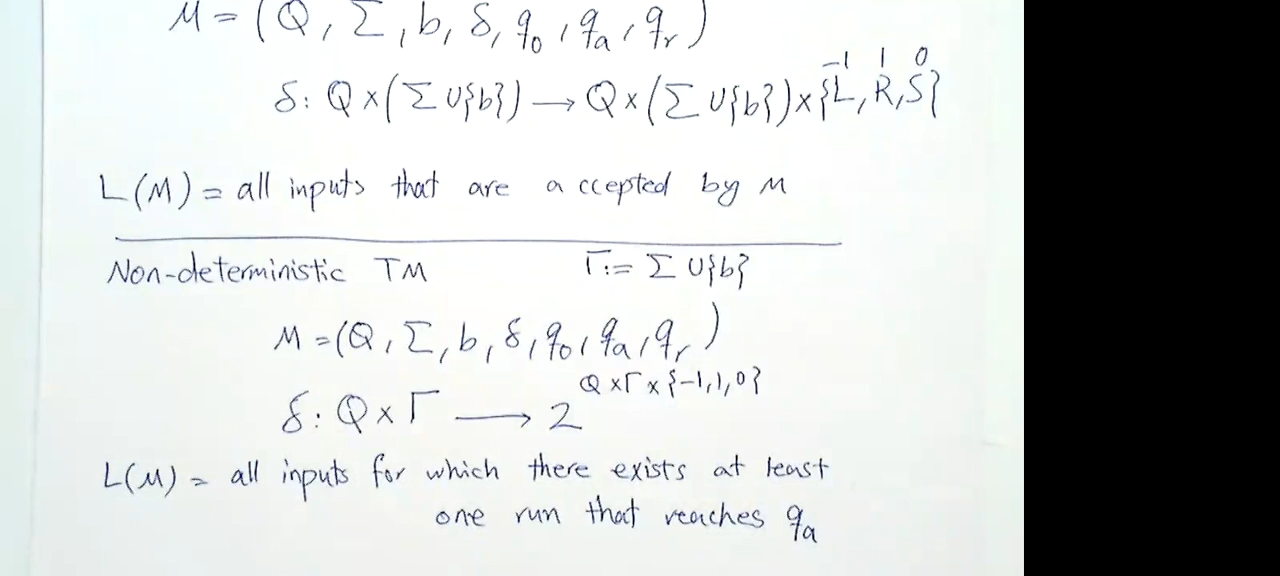 M = (Q, Σ, b, δ, q₀, qₐ, qᵣ)
-1 1 0
δ: Q × (Σ ∪ {b}) → Q × (Σ ∪ {b}) × {L, R, S}
L(M) = all inputs that are accepted by M
Non-deterministic TM Γ := Σ ∪ {b}
M = (Q, Σ, b, δ, q₀, qₐ, qᵣ)
Q × Γ × {-1, 1, 0}
δ: Q × Γ → 2
L(M) = all inputs for which there exists at least
one run that reaches qₐ